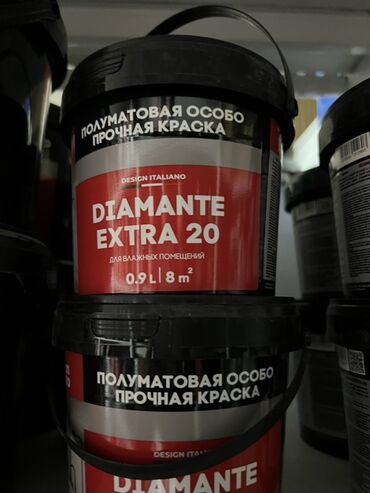 ПОЛУМАТОВАЯ ОСОБО
ПРОЧНАЯ КРАСКА
DESIGN ITALIANO
DIAMANTE
EXTRA 20
ДЛЯ ВЛАЖНЫХ ПОМЕЩЕНИЙ
0.9 L | 8 m²
ПОЛУМАТОВАЯ ОСОБО
ПРОЧНАЯ КРАСКА
DESIGN ITALIANO
DIAMANTE